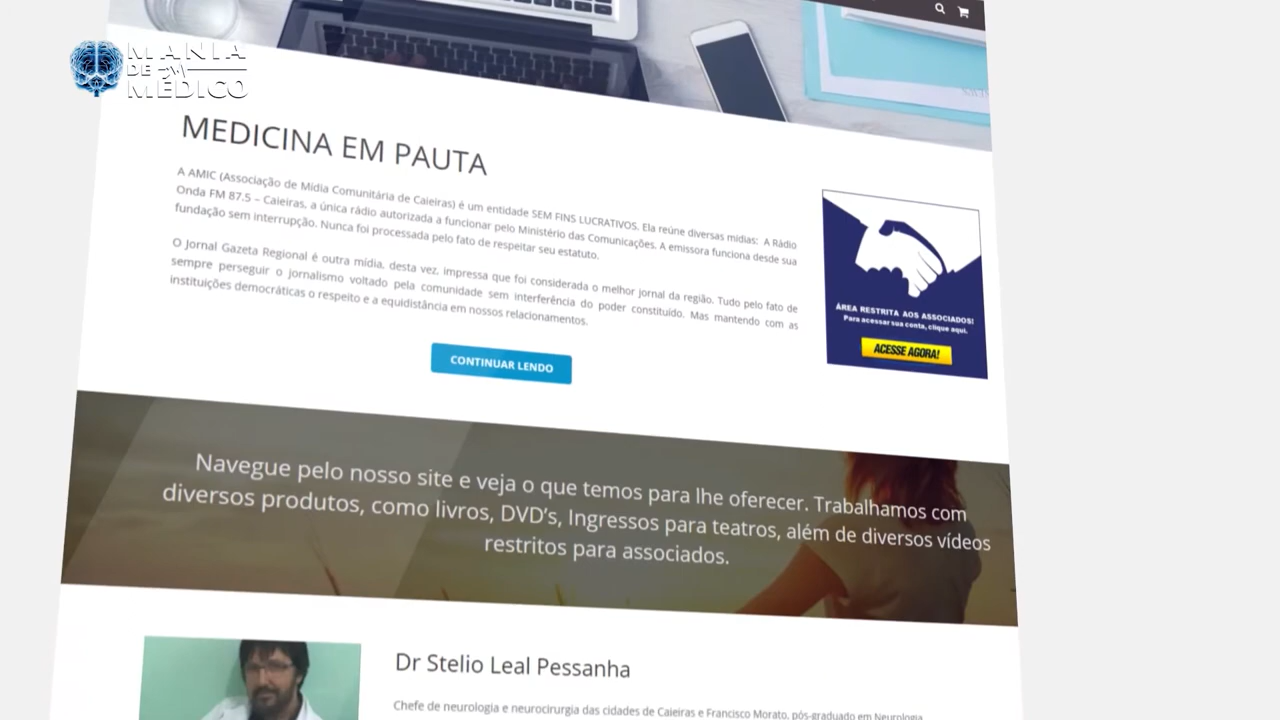 MANIA
DE
MÉDICO
MEDICINA EM PAUTA
A AMIC (Associação de Mídia Comunitária de Caieiras) é um entidade SEM FINS LUCRATIVOS. Ela reúne diversas mídias: A Rádio
Onda FM 87.5 – Caieiras, a única rádio autorizada a funcionar pelo Ministério das Comunicações. A emissora funciona desde sua
fundação sem interrupção. Nunca foi processada pelo fato de respeitar seu estatuto.
O Jornal Gazeta Regional é outra mídia, desta vez, impressa que foi considerada o melhor jornal da região. Tudo pelo fato de
sempre perseguir o jornalismo voltado pela comunidade sem interferência do poder constituído. Mas mantendo com as
instituições democráticas o respeito e a equidistância em nossos relacionamentos.
ÁREA RESTRITA AOS ASSOCIADOS!
Para acessar sua conta, clique aqui.
ACESSE AGORA!
CONTINUAR LENDO
Navegue pelo nosso site e veja o que temos para lhe oferecer. Trabalhamos com
diversos produtos, como livros, DVD's, Ingressos para teatros, além de diversos vídeos
restritos para associados.
Dr Stelio Leal Pessanha
Chefe de neurologia e neurocirurgia das cidades de Caieiras e Francisco Morato, pós-graduado em Neurologia